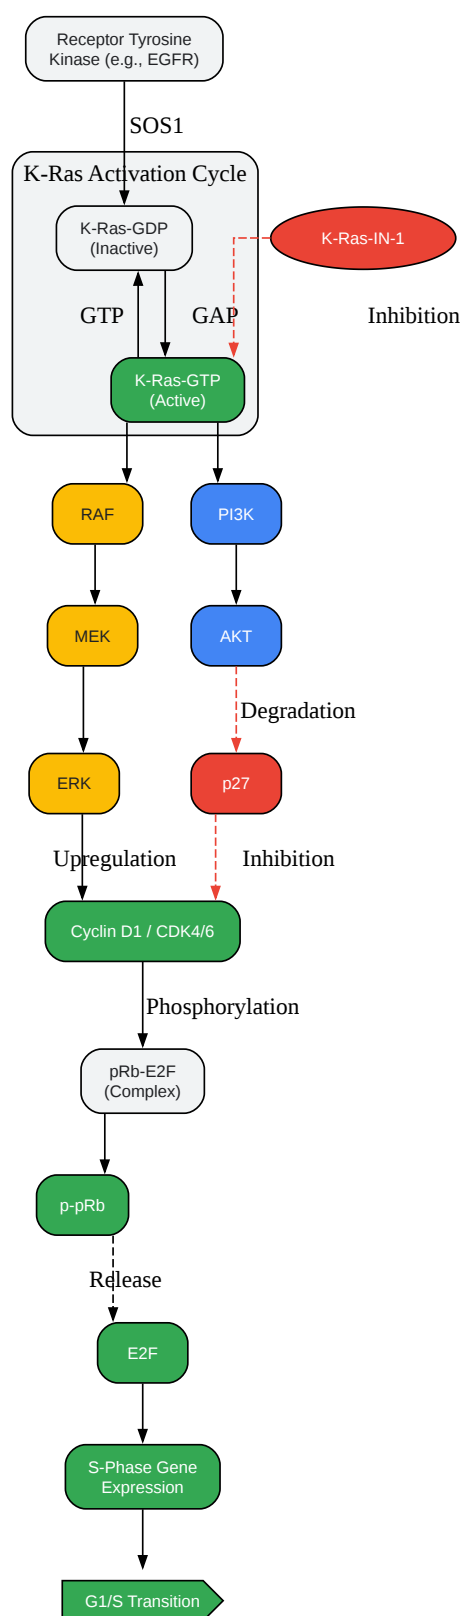 Receptor Tyrosine
Kinase (e.g., EGFR)
SOS1
K-Ras Activation Cycle
K-Ras-GDP
(Inactive)
K-Ras-IN-1
GTP
GAP
Inhibition
K-Ras-GTP
(Active)
RAF
PI3K
MEK
AKT
Degradation
ERK
p27
Upregulation
Inhibition
Cyclin D1 / CDK4/6
Phosphorylation
pRb-E2F
(Complex)
p-pRb
Release
E2F
S-Phase Gene
Expression
G1/S Transition